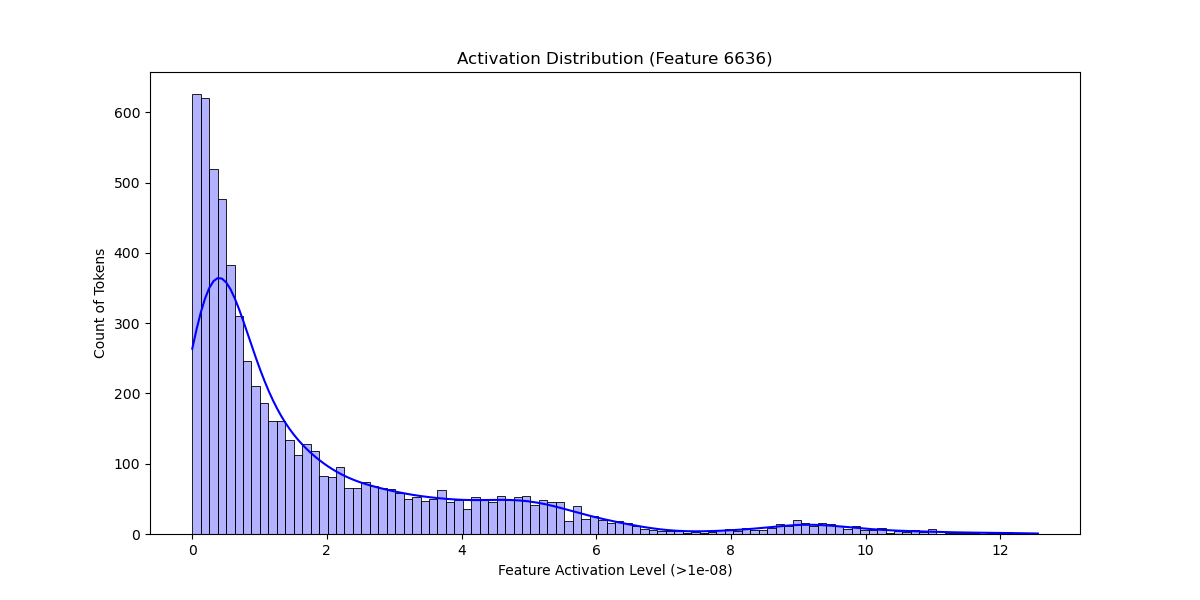 Activation Distribution (Feature 6636)
Count of Tokens
600
500
400
300
200
100
0
0 2 4 6 8 10 12
Feature Activation Level (>1e-08)